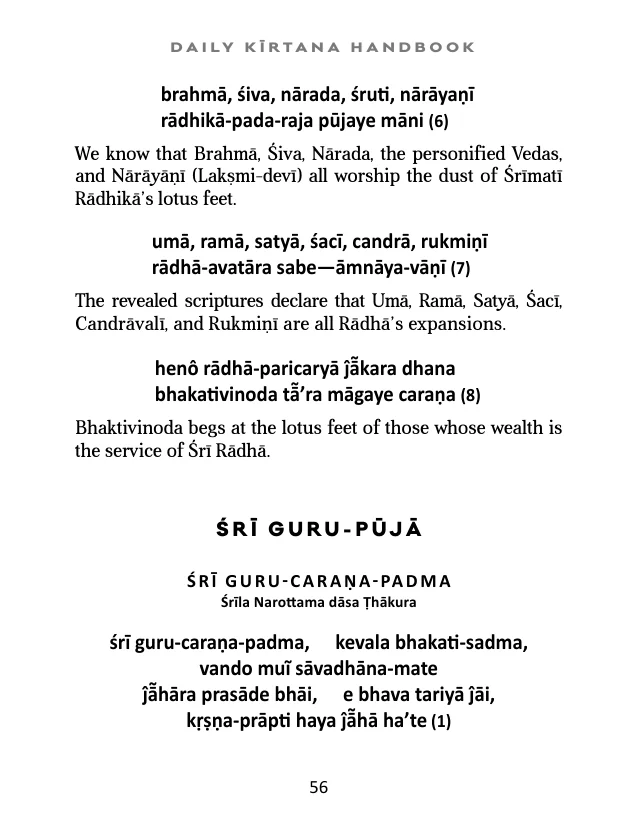 DAILY KĪRTANA HANDBOOK
brahmā, śiva, nārada, śruti, nārāyaṇī
rādhikā-pada-raja pūjaye māni (6)
We know that Brahmā, Śiva, Nārada, the personified Vedas,
and Nārāyāṇī (Lakṣmi-devī) all worship the dust of Śrīmatī
Rādhikā’s lotus feet.
umā, ramā, satyā, śacī, candrā, rukmiṇī
rādhā-avatāra sabe—āmnāya-vāṇī (7)
The revealed scriptures declare that Umā, Ramā, Satyā, Śacī,
Candrāvalī, and Rukmiṇī are all Rādhā’s expansions.
henô rādhā-paricaryā ĵā̃kara dhana
bhakativinoda tā̃’ra māgaye caraṇa (8)
Bhaktivinoda begs at the lotus feet of those whose wealth is
the service of Śrī Rādhā.
ŚRĪ GURU-PŪJĀ
ŚRĪ GURU-CARAṆA-PADMA
Śrīla Narottama dāsa Ṭhākura
śrī guru-caraṇa-padma, kevala bhakati-sadma,
vando muĩ sāvadhāna-mate
ĵā̃hāra prasāde bhāi, e bhava tariyā ĵāi,
kṛṣṇa-prāpti haya ĵā̃hā ha’te (1)
56